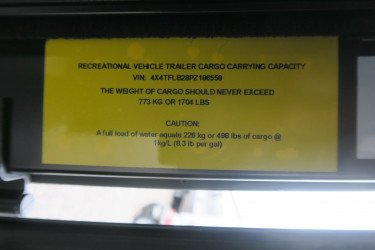 RECREATIONAL VEHICLE TRAILER CARGO CARRYING CAPACITY
VIN: 4X4TFLB28PZ196550
THE WEIGHT OF CARGO SHOULD NEVER EXCEED
773 KG OR 1704 LBS
CAUTION:
A full load of water equals 226 kg or 498 lbs of cargo @
1kg/L (8.3 lb per gal)